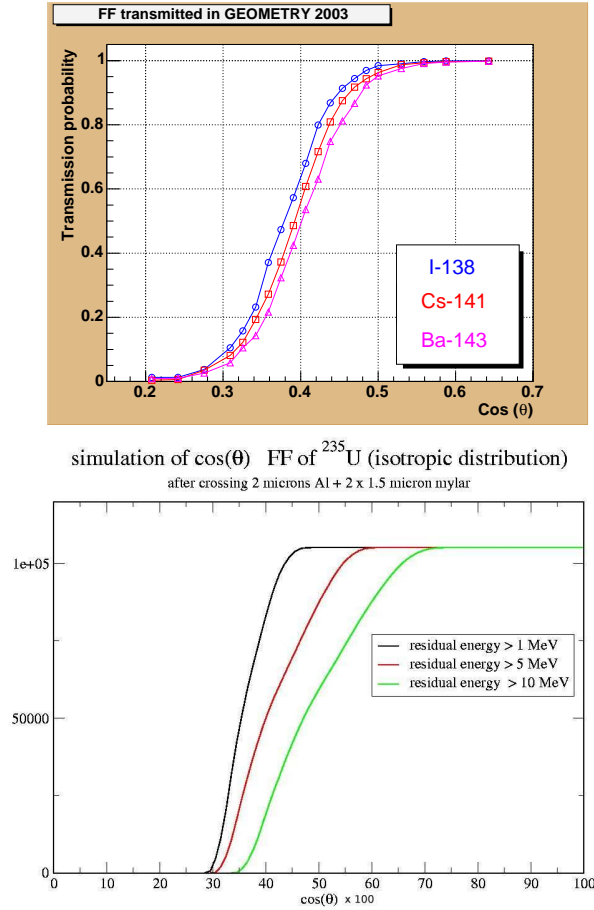 FF transmitted in GEOMETRY 2003
Transmission probability
1
0.8
0.6
0.4
0.2
0
I-138
Cs-141
Ba-143
0.2 0.3 0.4 0.5 0.6 0.7
Cos (θ)
simulation of cos(θ) FF of ²³⁵U (isotropic distribution)
after crossing 2 microns Al + 2 x 1.5 micron mylar
1e+05
50000
0
residual energy > 1 MeV
residual energy > 5 MeV
residual energy > 10 MeV
0 10 20 30 40 50 60 70 80 90 100
cos(θ) x 100